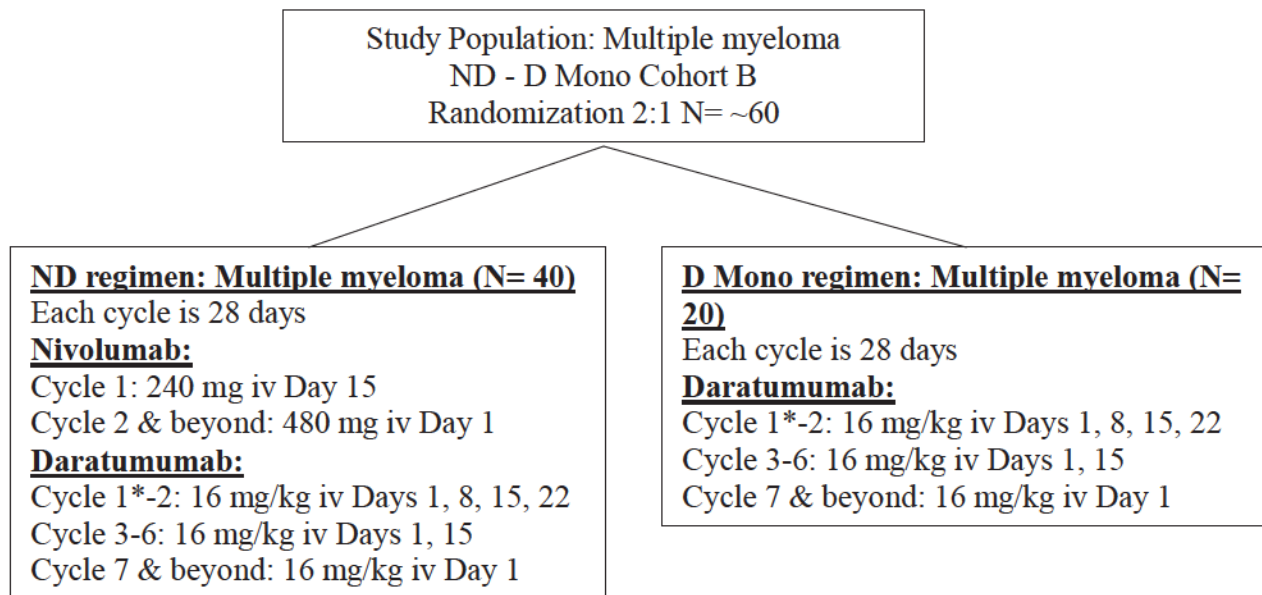 Study Population: Multiple myeloma
ND - D Mono Cohort B
Randomization 2:1 N= ~60
ND regimen: Multiple myeloma (N= 40)
Each cycle is 28 days
Nivolumab:
Cycle 1: 240 mg iv Day 15
Cycle 2 & beyond: 480 mg iv Day 1
Daratumumab:
Cycle 1*-2: 16 mg/kg iv Days 1, 8, 15, 22
Cycle 3-6: 16 mg/kg iv Days 1, 15
Cycle 7 & beyond: 16 mg/kg iv Day 1
D Mono regimen: Multiple myeloma (N=
20)
Each cycle is 28 days
Daratumumab:
Cycle 1*-2: 16 mg/kg iv Days 1, 8, 15, 22
Cycle 3-6: 16 mg/kg iv Days 1, 15
Cycle 7 & beyond: 16 mg/kg iv Day 1